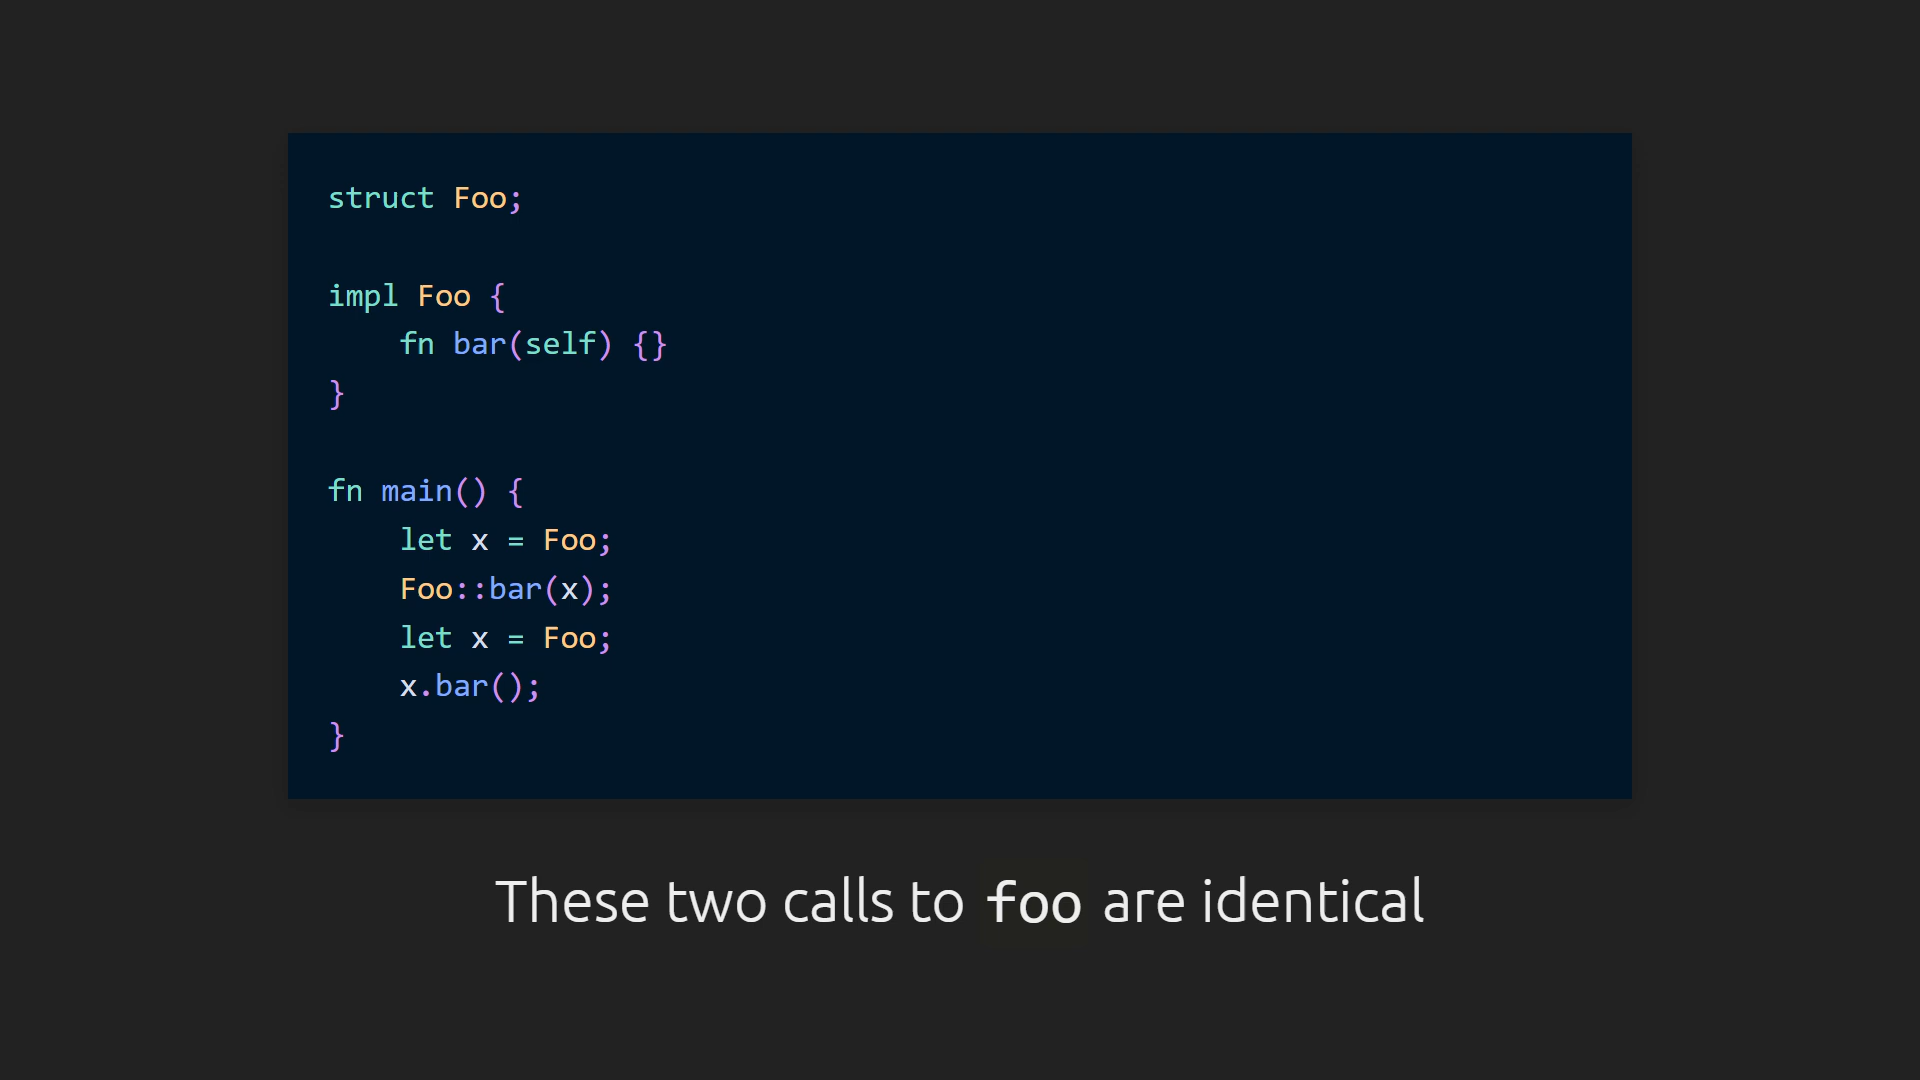 struct Foo;
impl Foo {
    fn bar(self) {}
}
fn main() {
    let x = Foo;
    Foo::bar(x);
    let x = Foo;
    x.bar();
}
These two calls to foo are identical